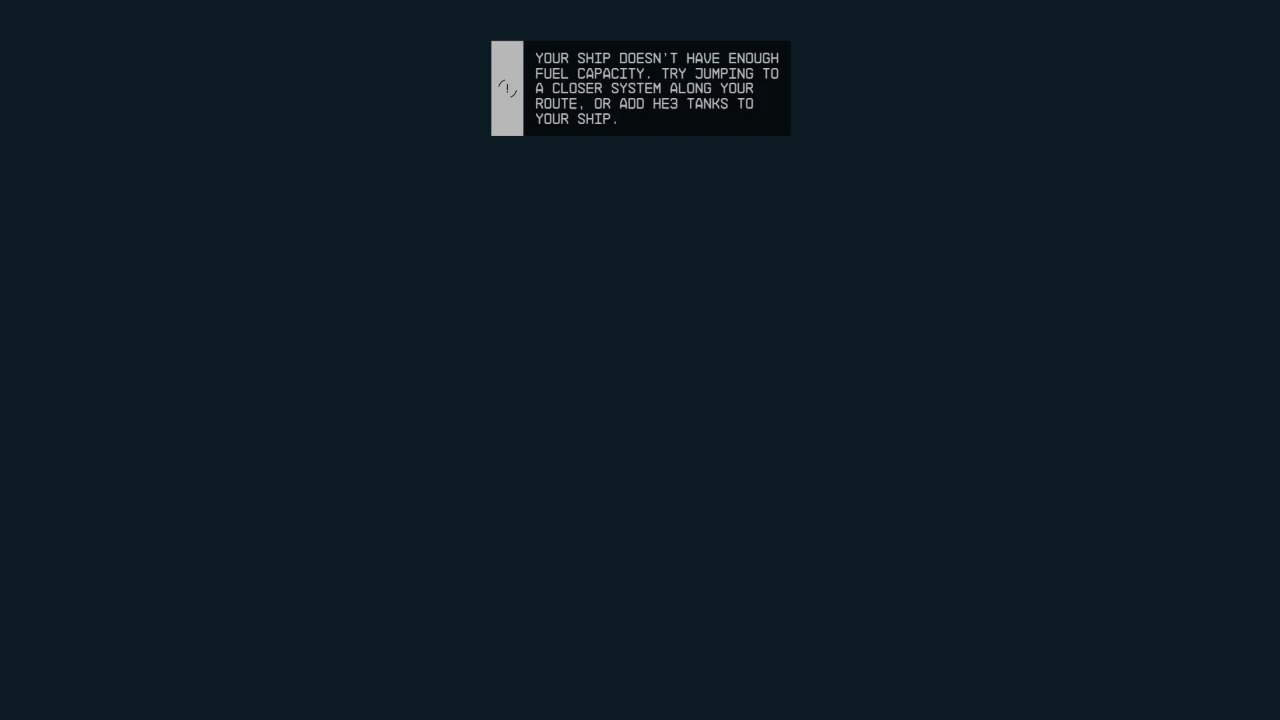 YOUR SHIP DOESN'T HAVE ENOUGH
FUEL CAPACITY. TRY JUMPING TO
A CLOSER SYSTEM ALONG YOUR
ROUTE, OR ADD HE3 TANKS TO
YOUR SHIP.